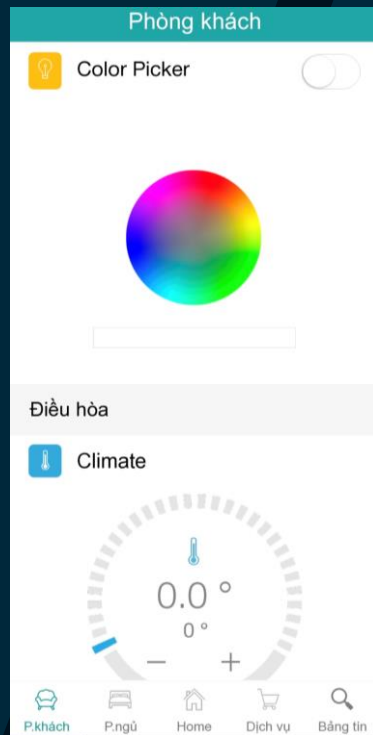 Phòng khách
Color Picker
Điều hòa
Climate
0.0 °
0 °
− +
P.khách P.ngủ Home Dịch vụ Bảng tin